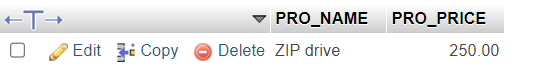 PRO_NAME PRO_PRICE
Edit Copy Delete ZIP drive 250.00